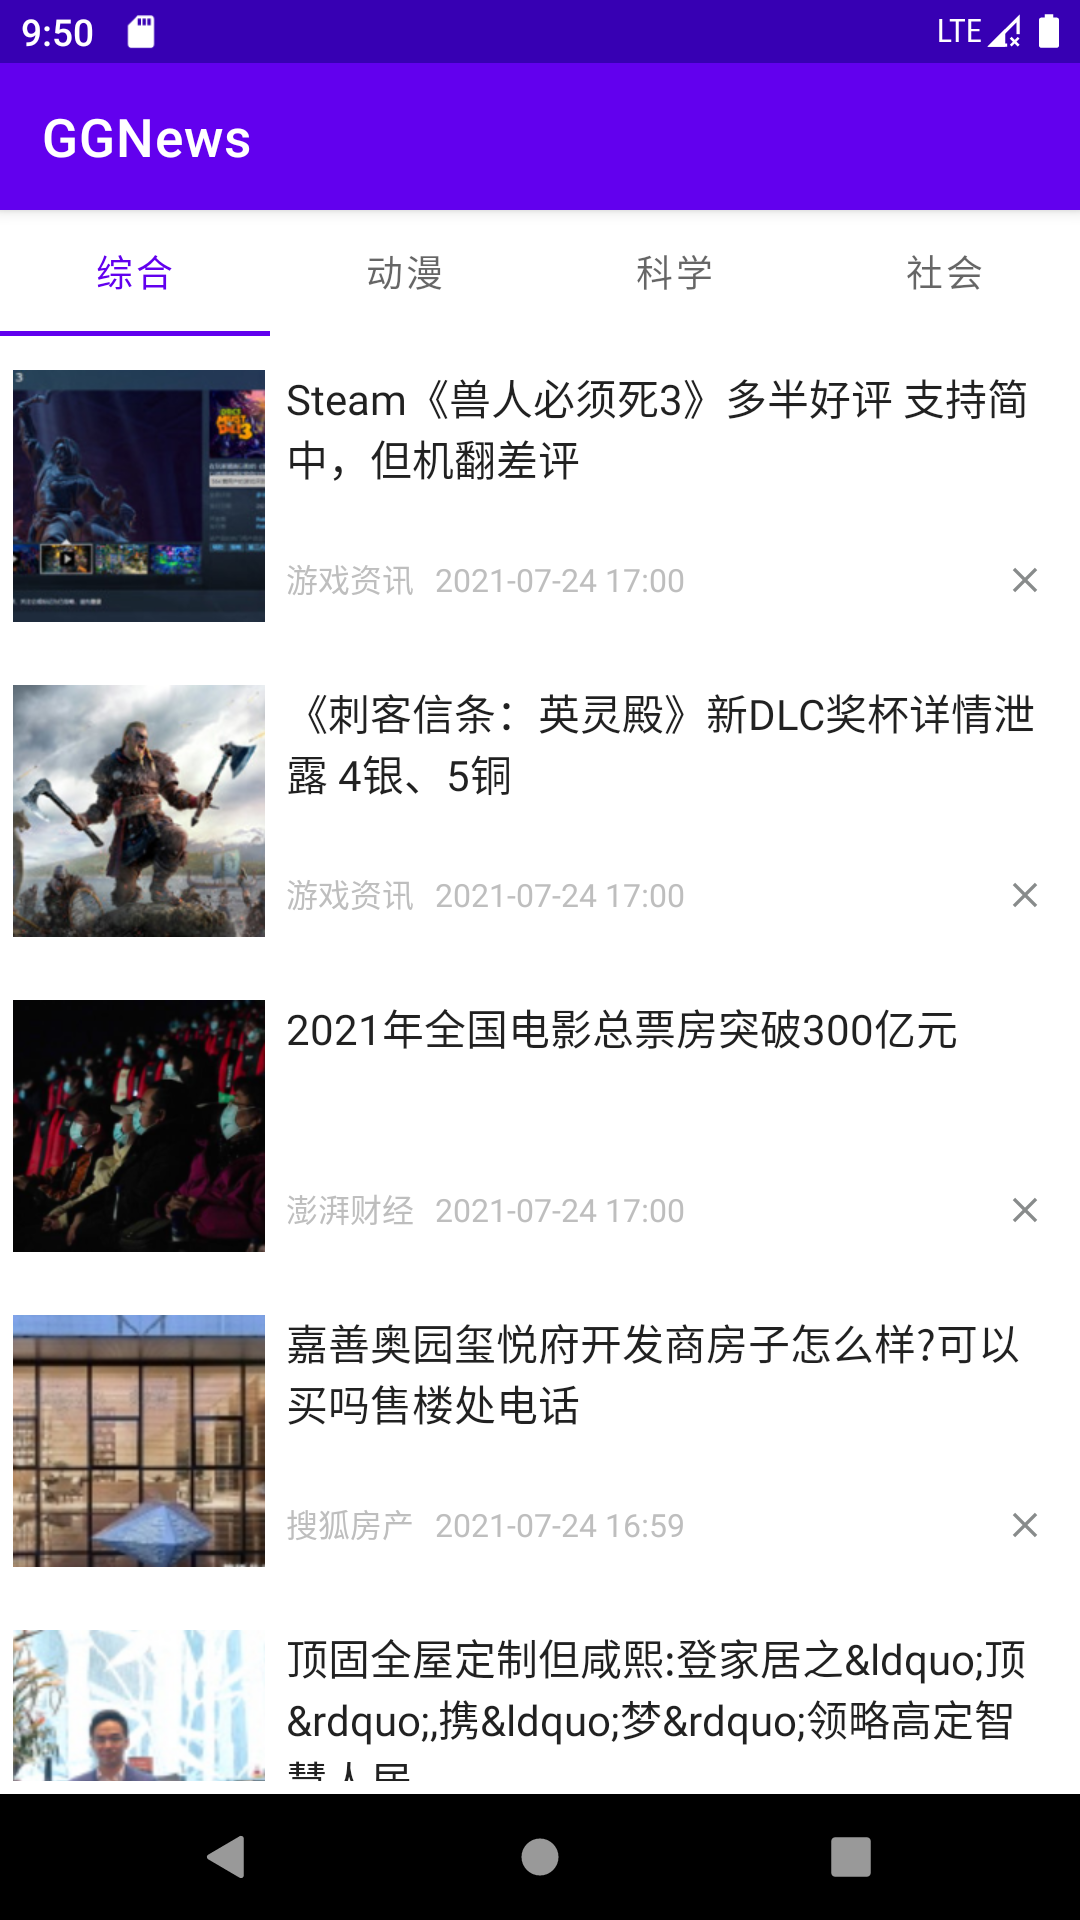 9:50
LTE
GGNews
综合
动漫
科学
社会
Steam《兽人必须死3》多半好评 支持简
中，但机翻差评
游戏资讯 2021-07-24 17:00
《刺客信条：英灵殿》新DLC奖杯详情泄
露 4银、5铜
游戏资讯 2021-07-24 17:00
2021年全国电影总票房突破300亿元
澎湃财经 2021-07-24 17:00
嘉善奥园玺悦府开发商房子怎么样?可以
买吗售楼处电话
搜狐房产 2021-07-24 16:59
顶固全屋定制但咸熙:登家居之&ldquo;顶
&rdquo;,携&ldquo;梦&rdquo;领略高定智
慧人居